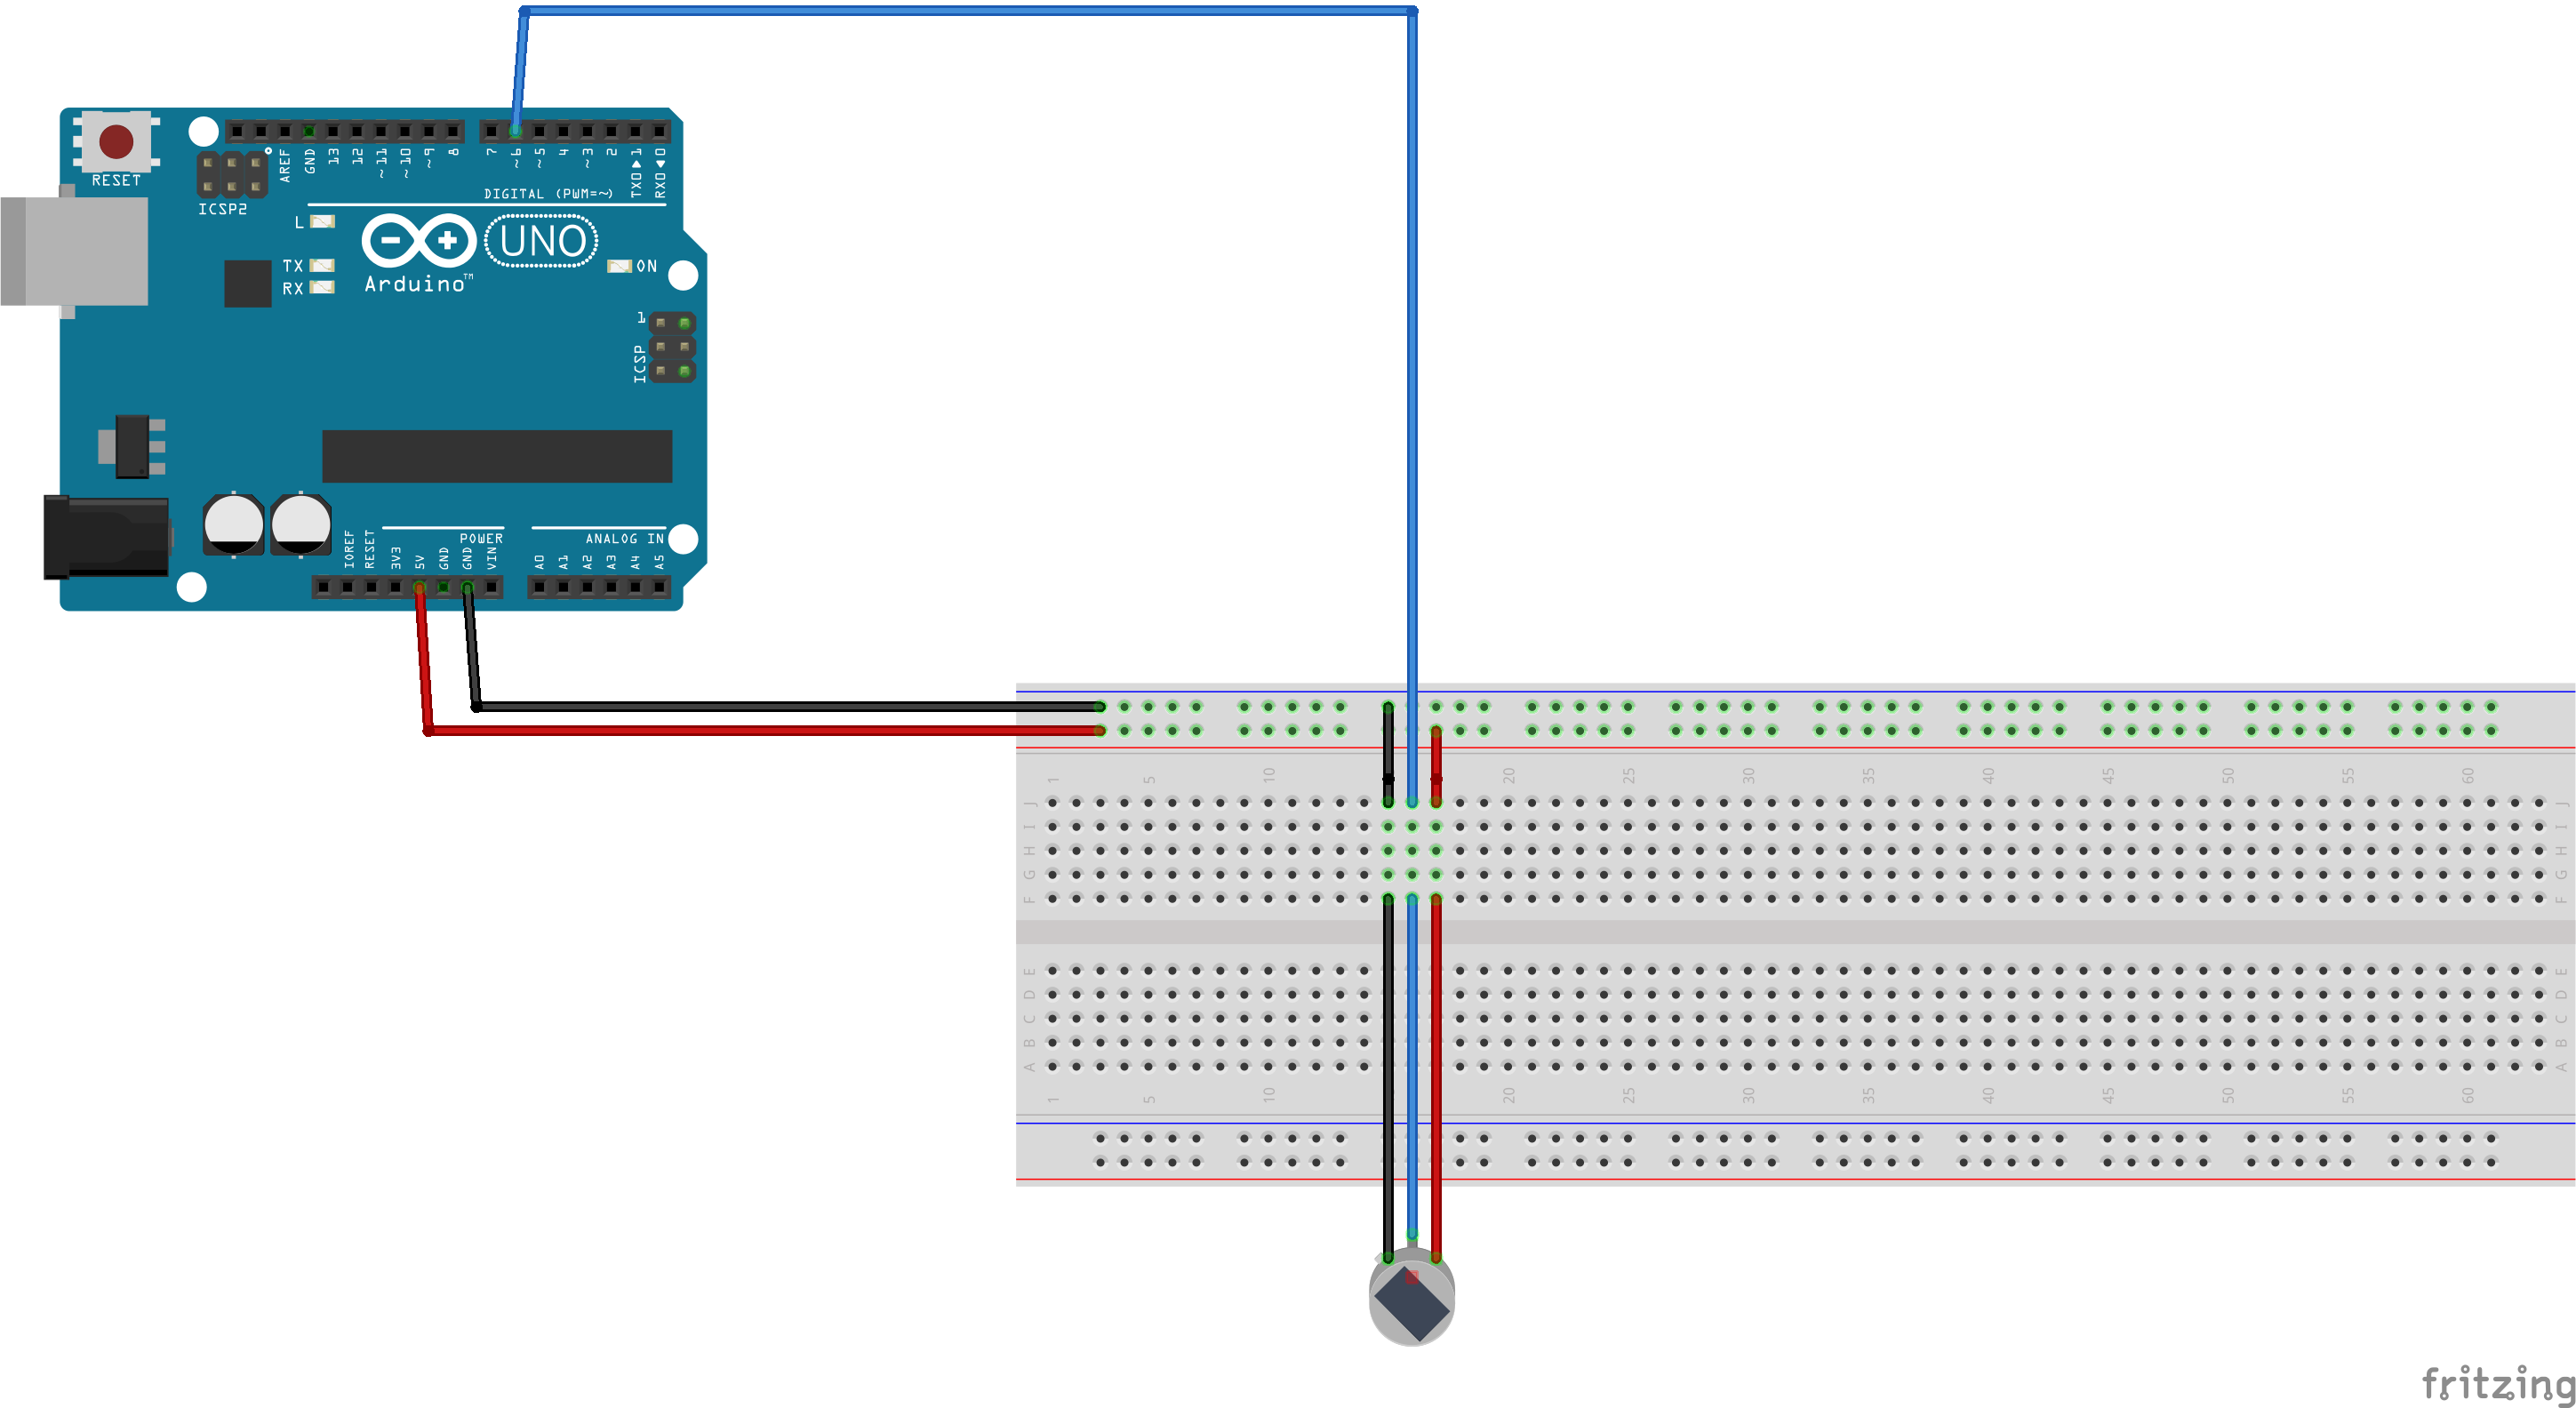 RESET
ICSP2
AREF
GND
13
12
~11
~10
~9
8
7
~6
~5
4
~3
2
TX0▶1
RX0◀0
DIGITAL (PWM=~)
L
TX
RX
UNO
Arduino™
ON
1
ICSP
POWER
ANALOG IN
IOREF
RESET
3V3
5V
GND
GND
VIN
A0
A1
A2
A3
A4
A5
1 5 10 20 25 30 35 40 45 50 55 60
J J
I I
H H
G G
F F
E E
D D
C C
B B
A A
1 5 10 20 25 30 35 40 45 50 55 60
fritzing